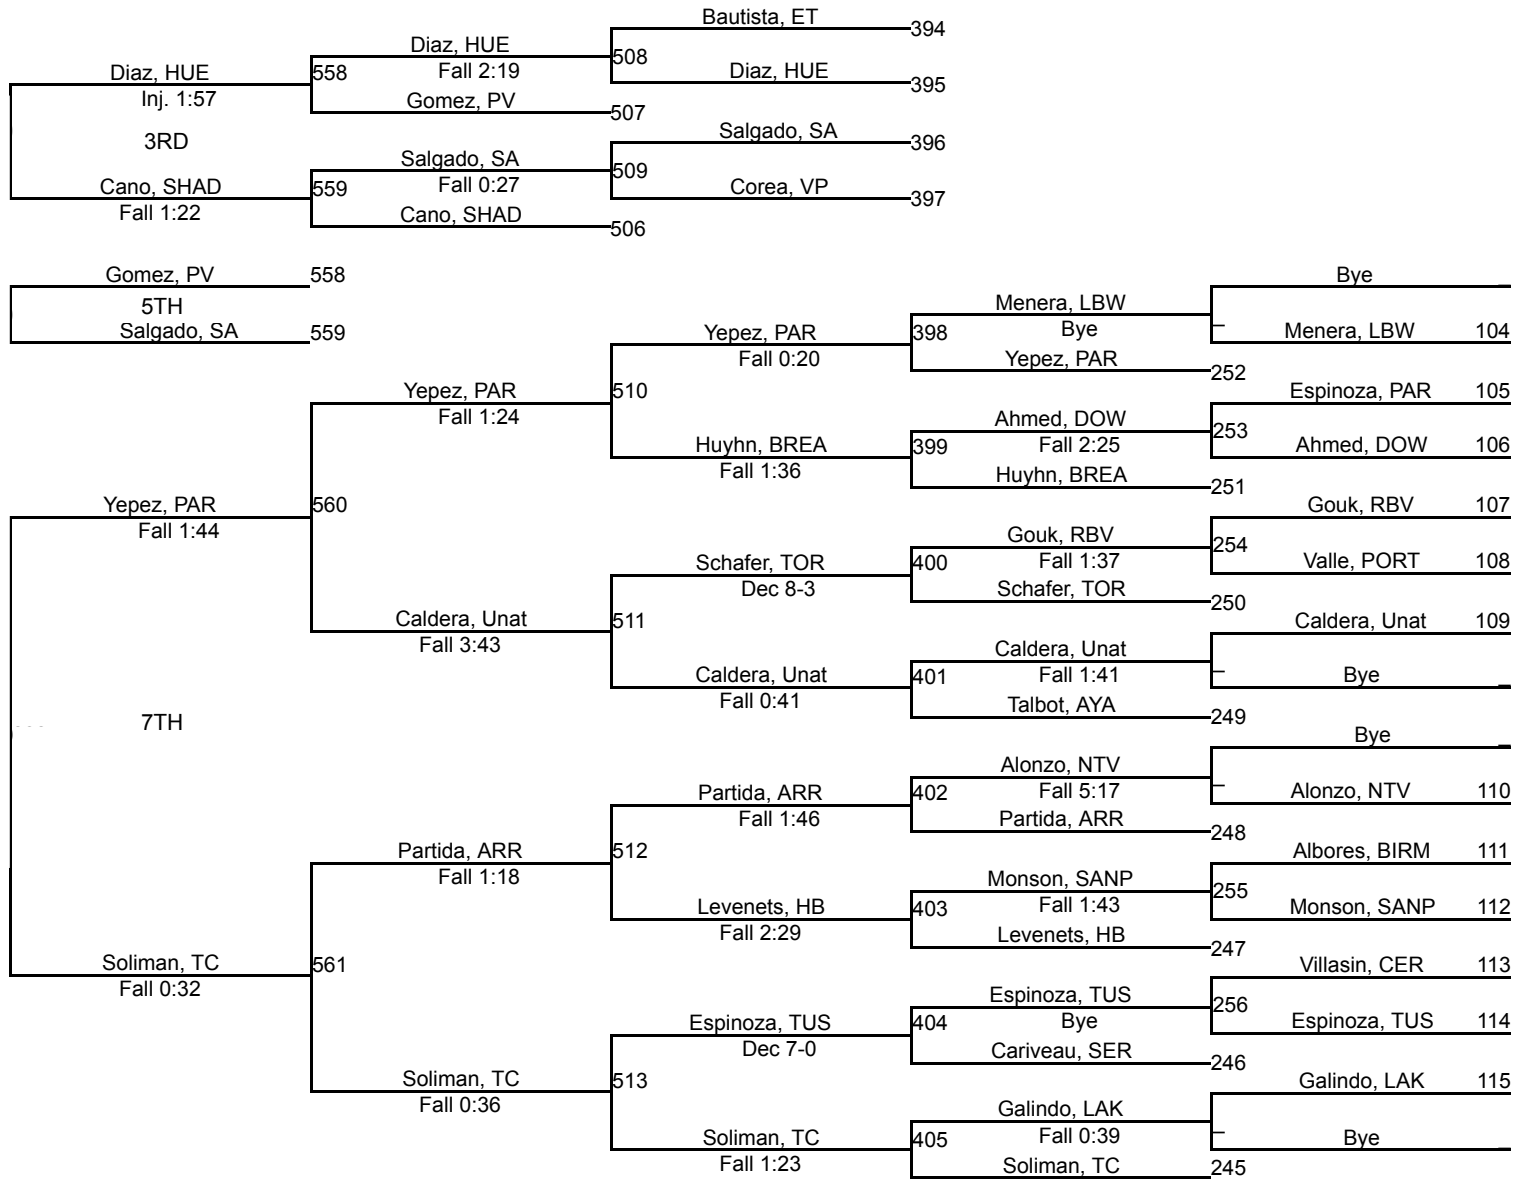 Bautista, ET 394
Diaz, HUE 508
Diaz, HUE 558 Fall 2:19 Diaz, HUE 395
Inj. 1:57 Gomez, PV 507
3RD Salgado, SA 396
Salgado, SA 509
Cano, SHAD 559 Fall 0:27 Corea, VP 397
Fall 1:22 Cano, SHAD 506
Gomez, PV 558 Bye _
5TH Menera, LBW
Salgado, SA 559 Yepez, PAR 398 Bye _ Menera, LBW 104
Fall 0:20 Yepez, PAR 252
Yepez, PAR 510 Espinoza, PAR 105
Fall 1:24 Ahmed, DOW 253
Huyhn, BREA 399 Fall 2:25 Ahmed, DOW 106
Fall 1:36 Huyhn, BREA 251
Yepez, PAR 560 Gouk, RBV 107
Fall 1:44 Gouk, RBV 254
Schafer, TOR 400 Fall 1:37 Valle, PORT 108
Dec 8-3 Schafer, TOR 250
Caldera, Unat 511 Caldera, Unat 109
Fall 3:43 Caldera, Unat _
Caldera, Unat 401 Fall 1:41 Bye _
Fall 0:41 Talbot, AYA 249
7TH Bye _
Alonzo, NTV _
Partida, ARR 402 Fall 5:17 Alonzo, NTV 110
Fall 1:46 Partida, ARR 248
Partida, ARR 512 Albores, BIRM 111
Fall 1:18 Monson, SANP 255
Levenets, HB 403 Fall 1:43 Monson, SANP 112
Fall 2:29 Levenets, HB 247
Soliman, TC 561 Villasin, CER 113
Fall 0:32 Espinoza, TUS 256
Espinoza, TUS 404 Bye Espinoza, TUS 114
Dec 7-0 Cariveau, SER 246
Soliman, TC 513 Galindo, LAK 115
Fall 0:36 Galindo, LAK _
Soliman, TC 405 Fall 0:39 Bye _
Fall 1:23 Soliman, TC 245